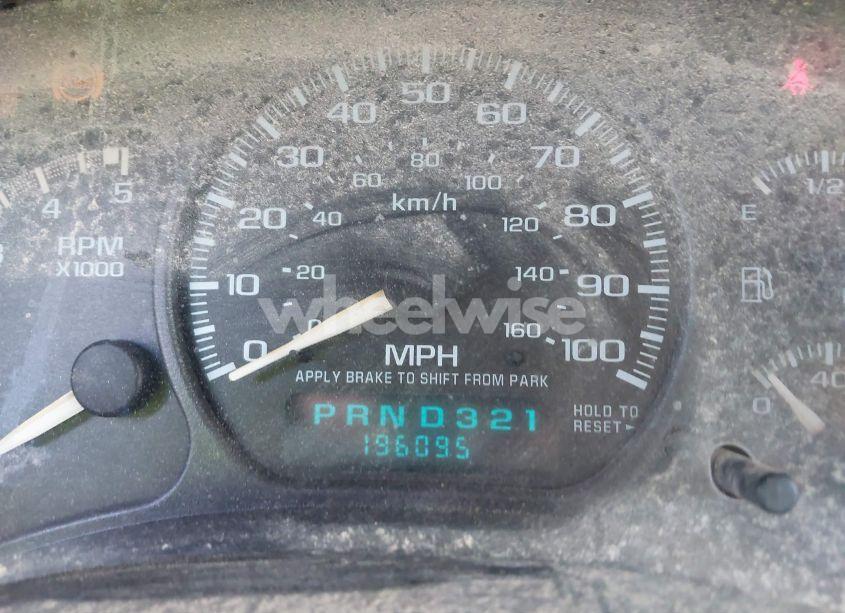 50
40 60
30 80 70
60 100
4 5 km/h 1/2
20 40 120 80 E
RPM
X1000
10 20 140 90
wheelwise
0 0 160 100
MPH
APPLY BRAKE TO SHIFT FROM PARK
0 40
PRND321 HOLD TO
RESET
196095